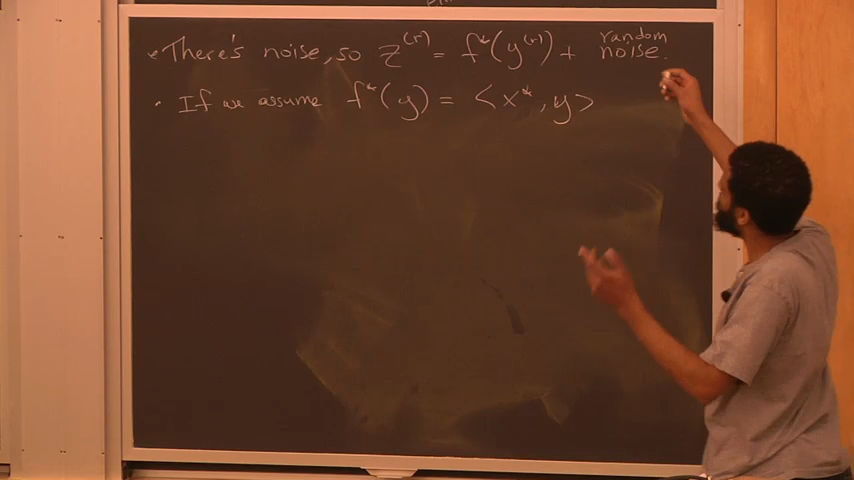 • There's noise, so z^(r) = f*(y^(r)) + random noise.
• If we assume f*(y) = <x*, y>